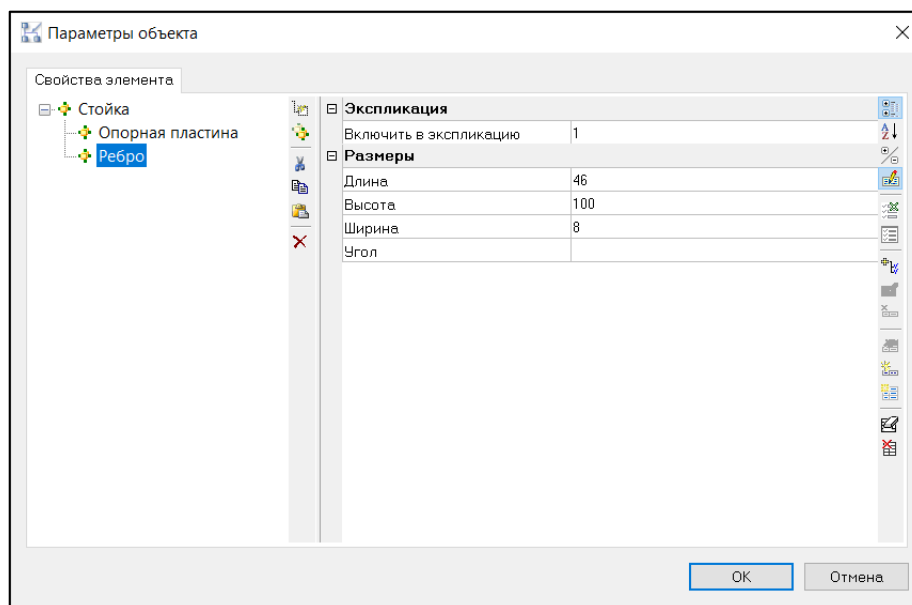 Параметры объекта
Свойства элемента
Стойка
Опорная пластина
Ребро
Экспликация
Включить в экспликацию 1
Размеры
Длина 46
Высота 100
Ширина 8
Угол
OK Отмена